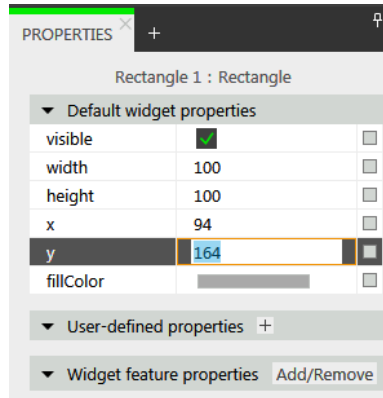 PROPERTIES
Rectangle 1 : Rectangle
Default widget properties
visible
width 100
height 100
x 94
y 164
fillColor
User-defined properties +
Widget feature properties Add/Remove